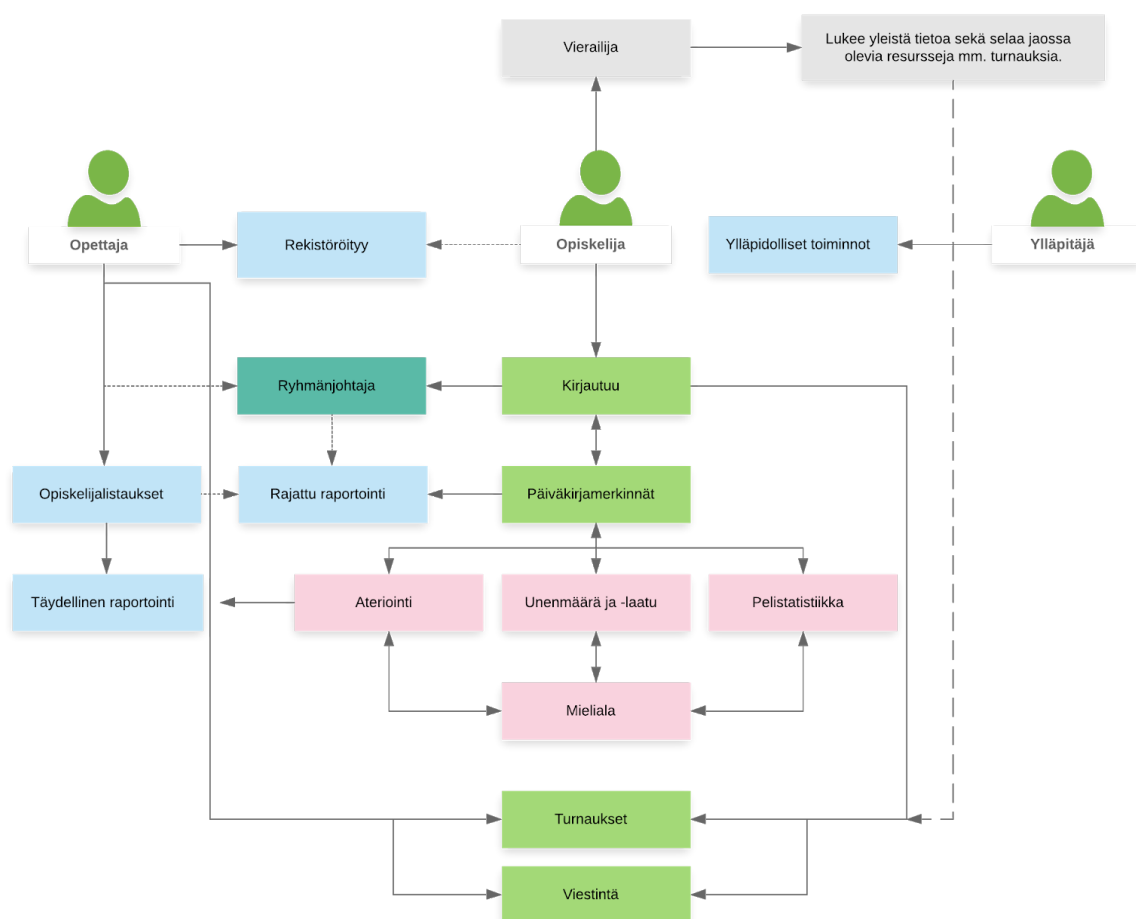 Vierailija
Lukee yleistä tietoa sekä selaa jaossa
olevia resursseja mm. turnauksia.
Opettaja
Rekistöröityy
Opiskelija
Ylläpidolliset toiminnot
Ylläpitäjä
Ryhmänjohtaja
Kirjautuu
Opiskelijalistaukset
Rajattu raportointi
Päiväkirjamerkinnät
Täydellinen raportointi
Ateriointi
Unenmäärä ja -laatu
Pelistatistiikka
Mieliala
Turnaukset
Viestintä